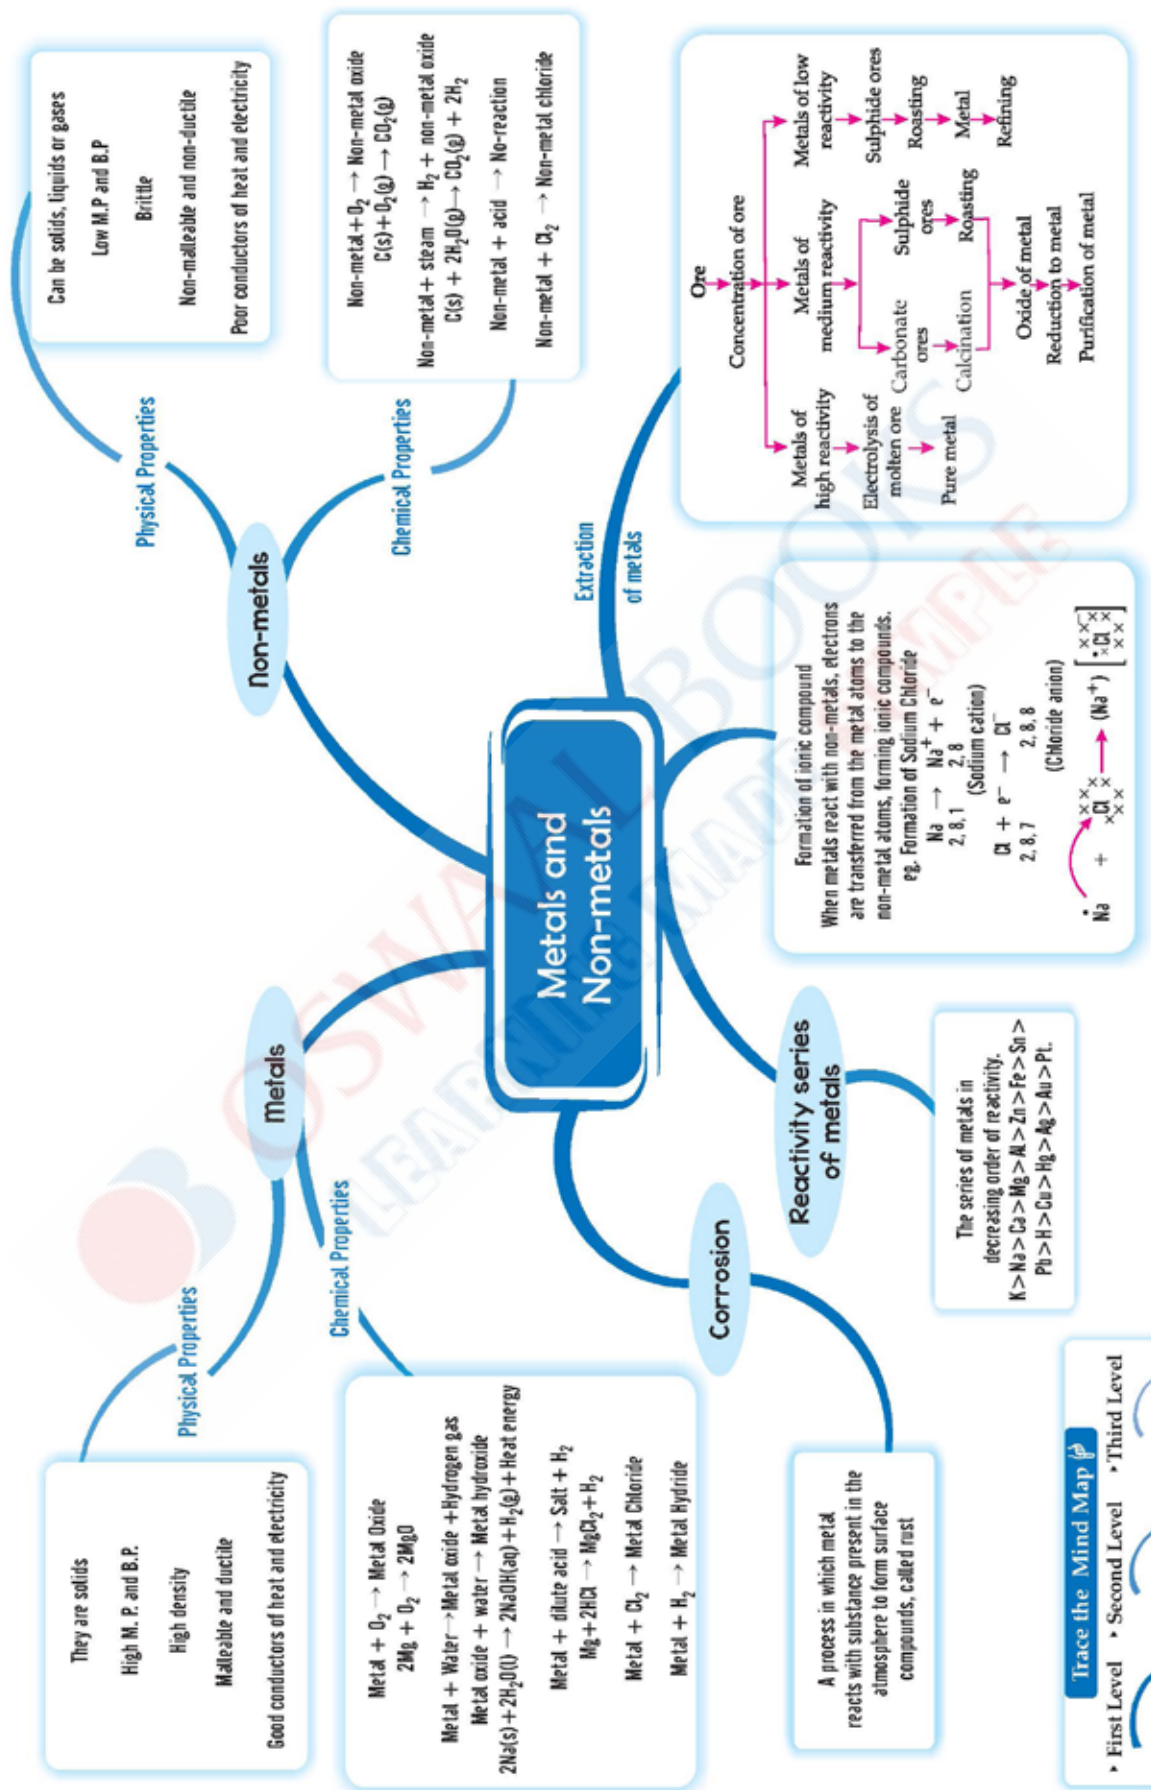 Metals and
Non-metals
Metals
Physical Properties
They are solids
High M. P. and B.P.
High density
Malleable and ductile
Good conductors of heat and electricity
Chemical Properties
Metal + O₂ → Metal Oxide
2Mg + O₂ → 2MgO
Metal + Water → Metal oxide + Hydrogen gas
Metal oxide + water → Metal hydroxide
2Na(s) + 2H₂O(l) → 2NaOH(aq) + H₂(g) + Heat energy
Metal + dilute acid → Salt + H₂
Mg + 2HCl → MgCl₂ + H₂
Metal + Cl₂ → Metal Chloride
Metal + H₂ → Metal Hydride
Non-metals
Physical Properties
Can be solids, liquids or gases
Low M.P and B.P
Brittle
Non-malleable and non-ductile
Poor conductors of heat and electricity
Chemical Properties
Non-metal + O₂ → Non-metal oxide
C(s) + O₂(g) → CO₂(g)
Non-metal + steam → H₂ + non-metal oxide
C(s) + 2H₂O(g) → CO₂(g) + 2H₂
Non-metal + acid → No-reaction
Non-metal + Cl₂ → Non-metal chloride
Corrosion
A process in which metal
reacts with substance present in the
atmosphere to form surface
compounds, called rust
Reactivity series
of metals
The series of metals in
decreasing order of reactivity.
K > Na > Ca > Mg > Al > Zn > Fe > Sn >
Pb > H > Cu > Hg > Ag > Au > Pt.
Formation of ionic compound
When metals react with non-metals, electrons
are transferred from the metal atoms to the
non-metal atoms, forming ionic compounds.
eg. Formation of Sodium Chloride
Na → Na⁺ + e⁻
2, 8, 1 2, 8
(Sodium cation)
Cl + e⁻ → Cl⁻
2, 8, 7 2, 8, 8
(Chloride anion)
Na + Cl → (Na⁺) [Cl]⁻
Extraction
of metals
Ore
Concentration of ore
Metals of
high reactivity
Electrolysis of
molten ore
Pure metal
Metals of
medium reactivity
Carbonate
ores
Calcination
Sulphide
ores
Roasting
Oxide of metal
Reduction to metal
Purification of metal
Metals of low
reactivity
Sulphide ores
Roasting
Metal
Refining
Trace the Mind Map
First Level Second Level Third Level
OSWAAL BOOKS
LEARNING MADE SIMPLE